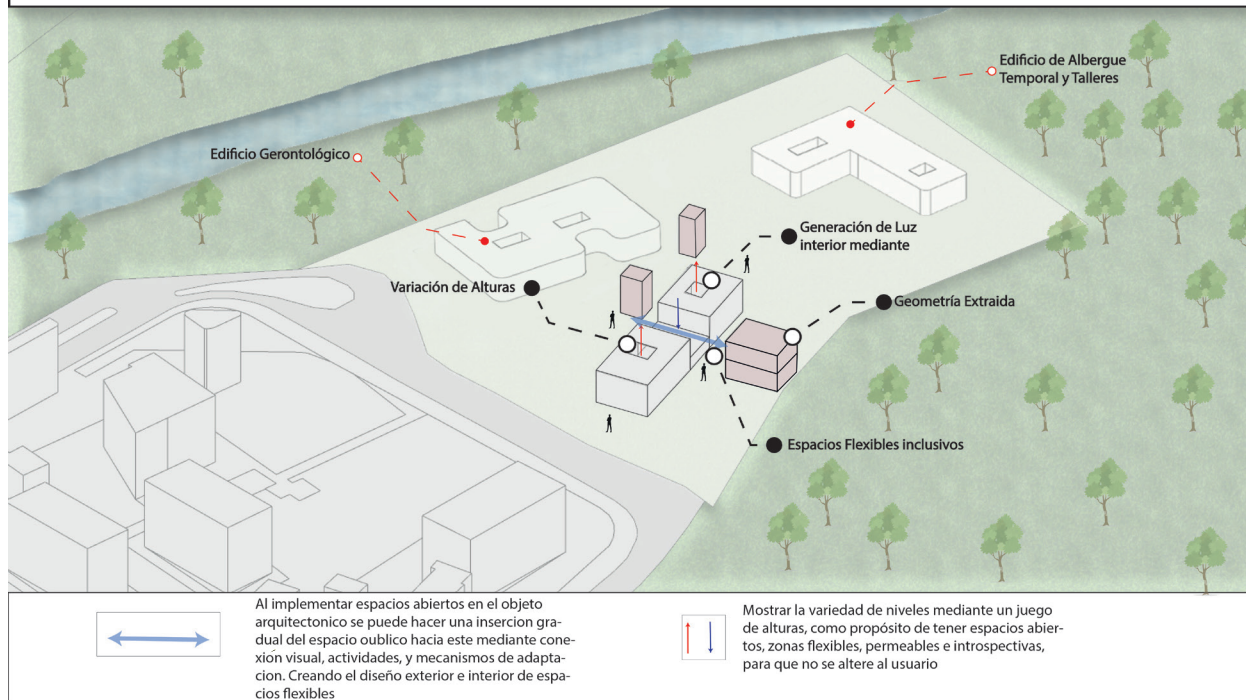 Edificio de Albergue
Temporal y Talleres
Edificio Gerontológico
Generación de Luz
interior mediante
Variación de Alturas
Geometría Extraida
Espacios Flexibles inclusivos
Al implementar espacios abiertos en el objeto
arquitectonico se puede hacer una insercion gra-
dual del espacio oublico hacia este mediante cone-
xión visual, actividades, y mecanismos de adapta-
cion. Creando el diseño exterior e interior de espa-
cios flexibles
Mostrar la variedad de niveles mediante un juego
de alturas, como propósito de tener espacios abier-
tos, zonas flexibles, permeables e introspectivas,
para que no se altere al usuario